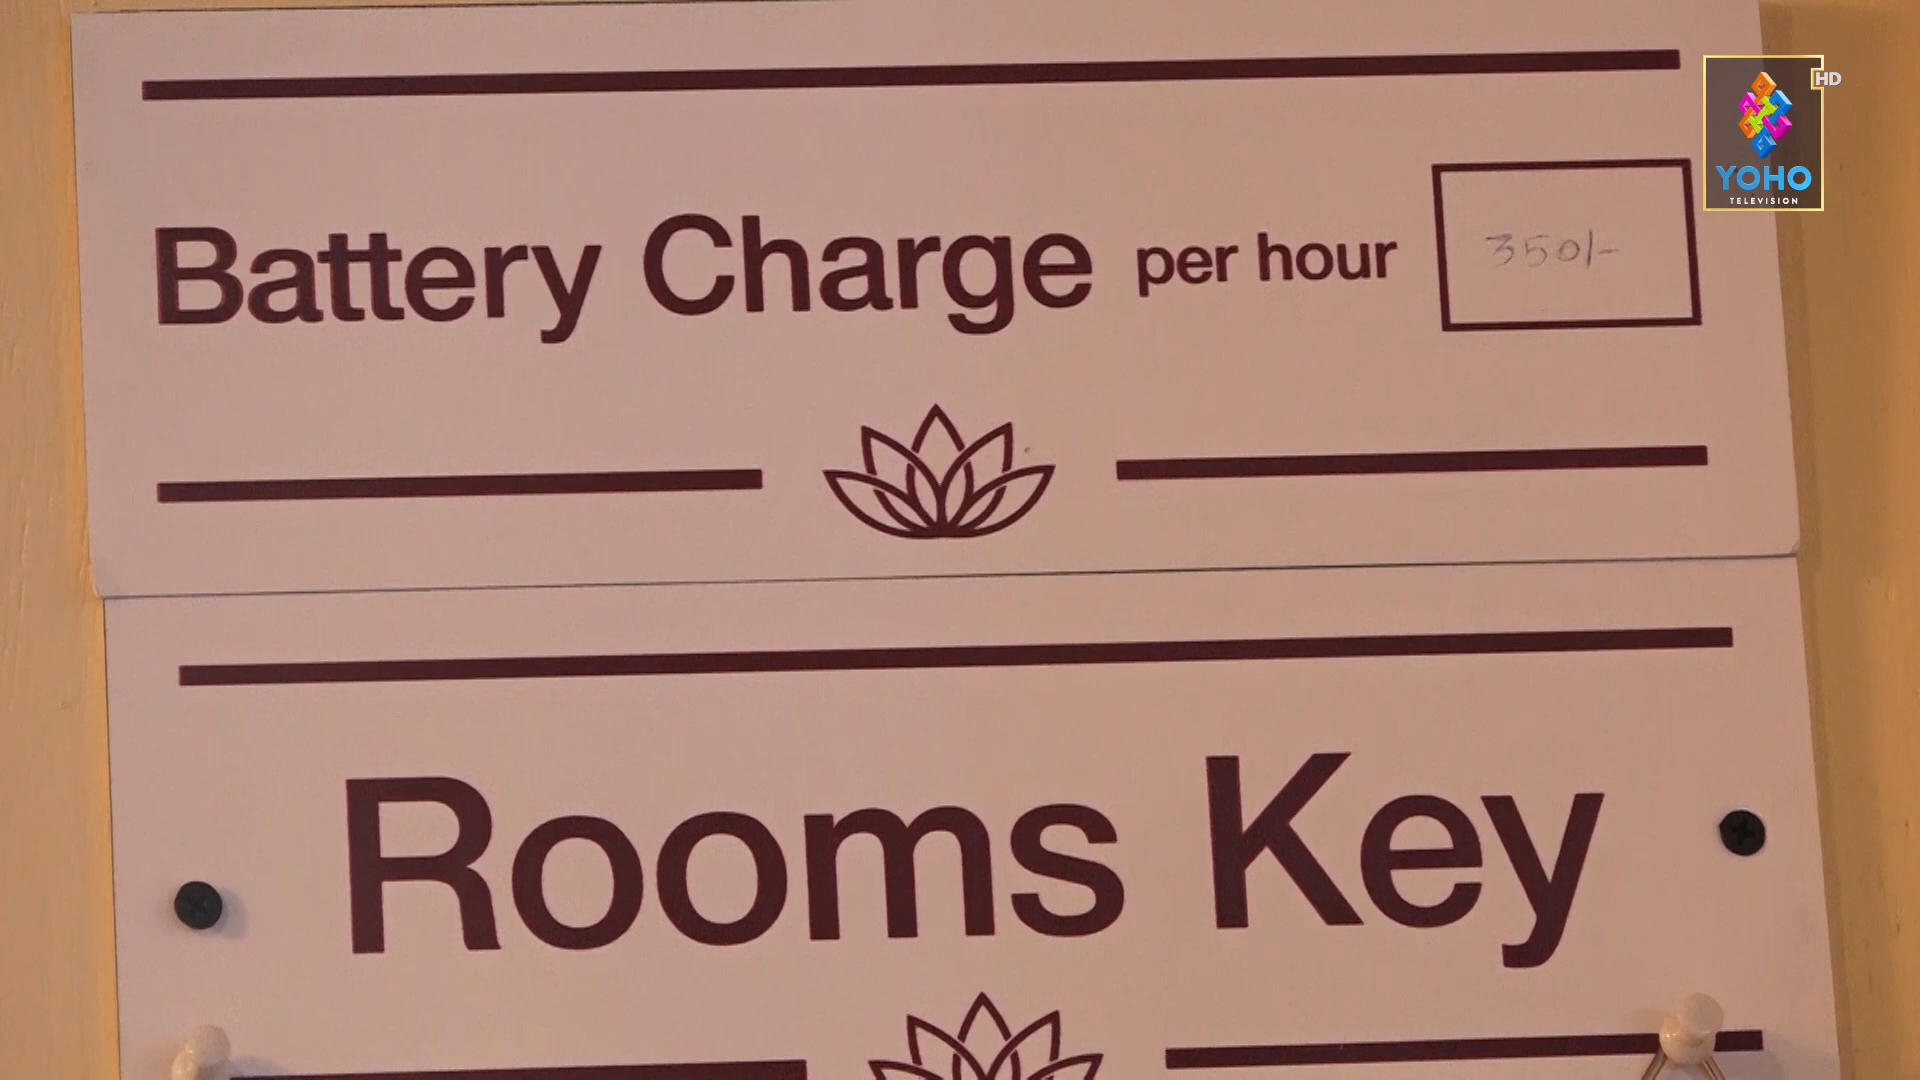 Battery Charge per hour 350/-
Rooms Key
HD
YOHO
TELEVISION